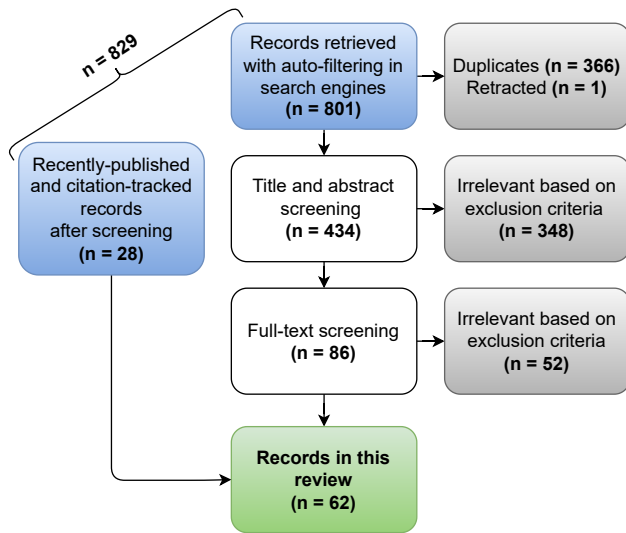 n = 829
Records retrieved
with auto-filtering in
search engines
(n = 801)
Duplicates (n = 366)
Retracted (n = 1)
Recently-published
and citation-tracked
records
after screening
(n = 28)
Title and abstract
screening
(n = 434)
Irrelevant based on
exclusion criteria
(n = 348)
Full-text screening
(n = 86)
Irrelevant based on
exclusion criteria
(n = 52)
Records in this
review
(n = 62)